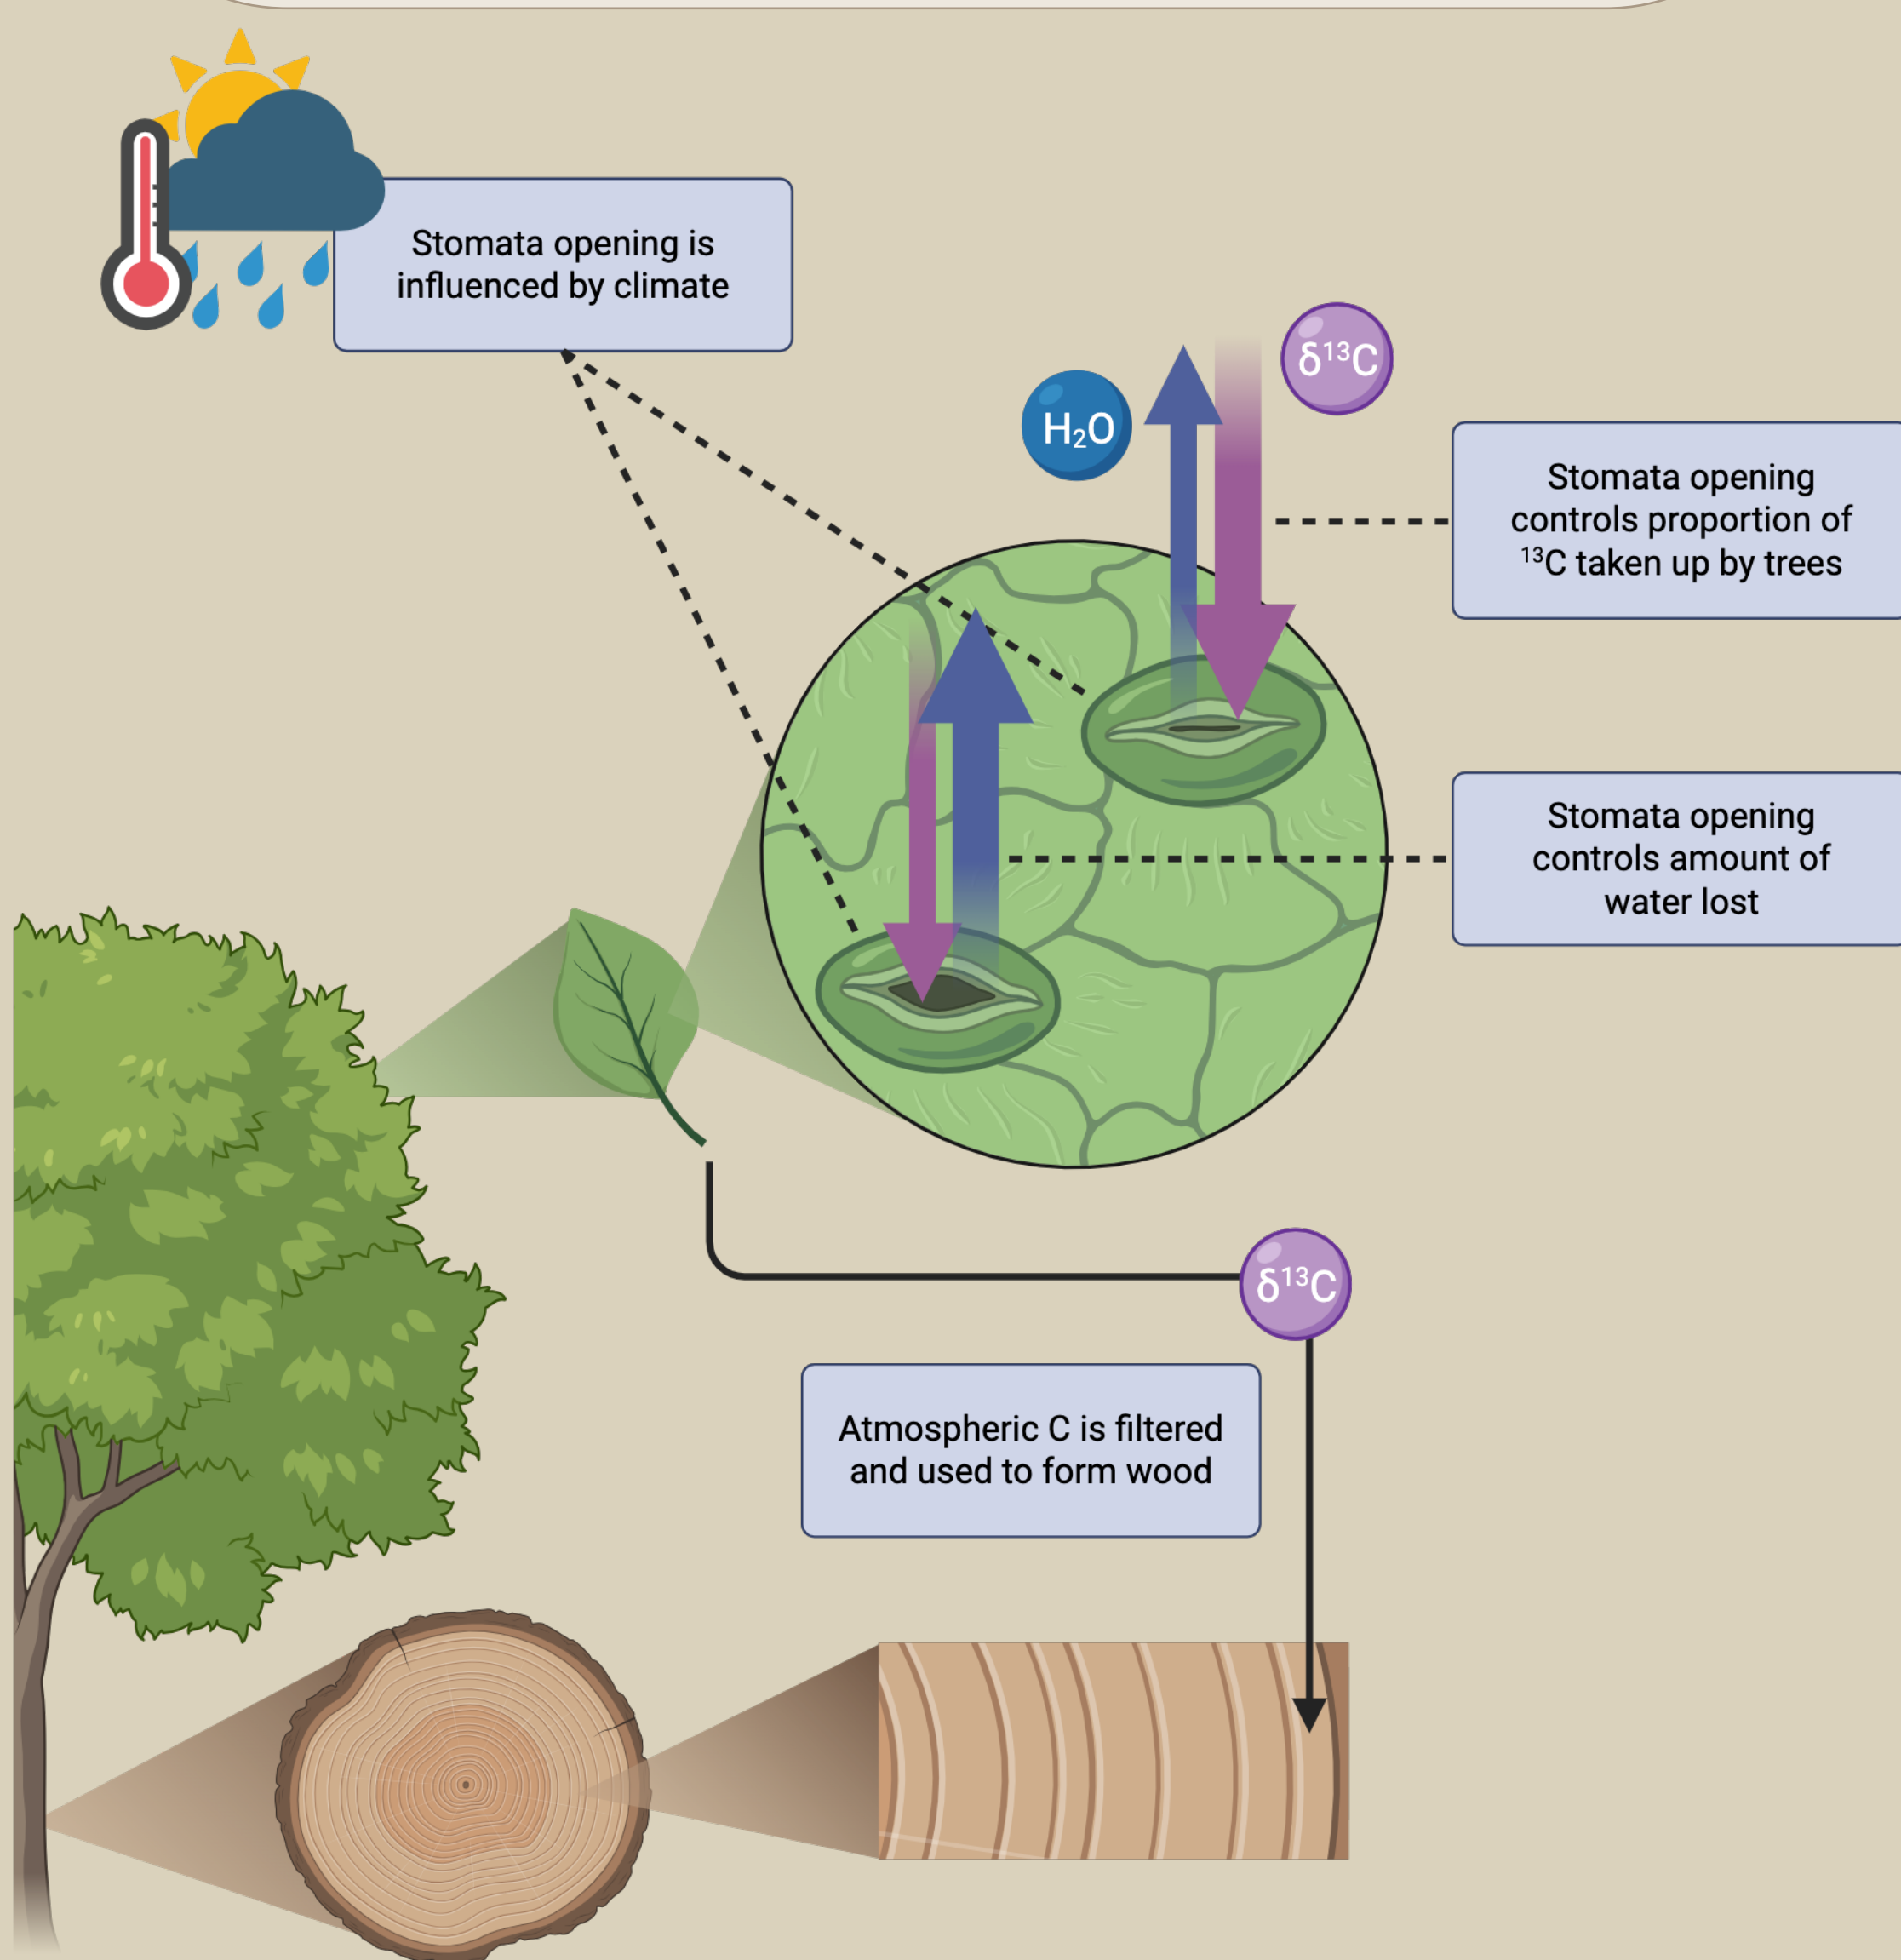 Stomata opening is
influenced by climate
δ¹³C
H₂O
Stomata opening
controls proportion of
¹³C taken up by trees
Stomata opening
controls amount of
water lost
δ¹³C
Atmospheric C is filtered
and used to form wood